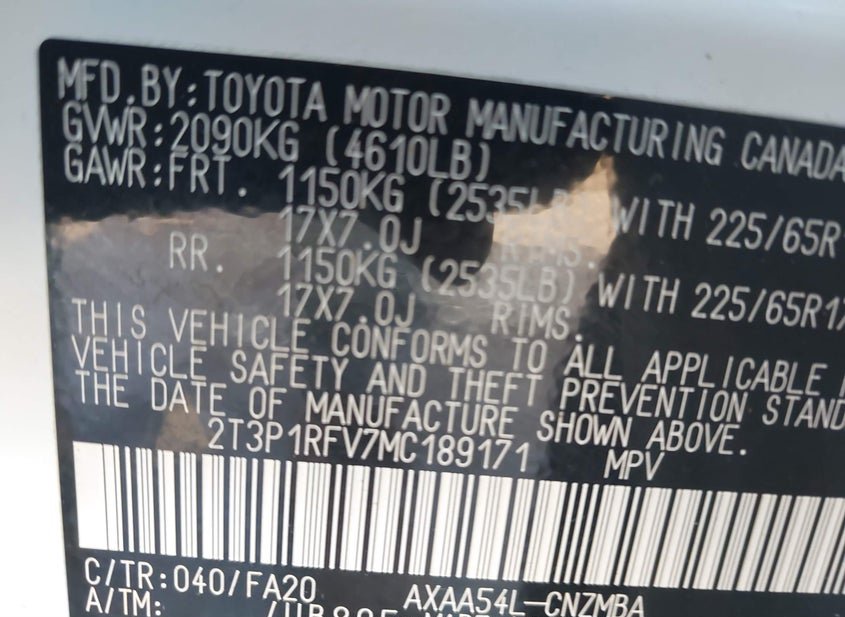 MFD.BY:TOYOTA MOTOR MANUFACTURING CANADA
GVWR:2090KG (4610LB)
GAWR:FRT. 1150KG (2535LB) WITH 225/65R
17X7.0J RIMS.
RR. 1150KG (2535LB) WITH 225/65R17
17X7.0J RIMS.
THIS VEHICLE CONFORMS TO ALL APPLICABLE
VEHICLE SAFETY AND THEFT PREVENTION STAND
THE DATE OF MANUFACTURE SHOWN ABOVE.
2T3P1RFV7MC189171 MPV
C/TR:040/FA20 AXAA54L-CNZMBA
A/TM: